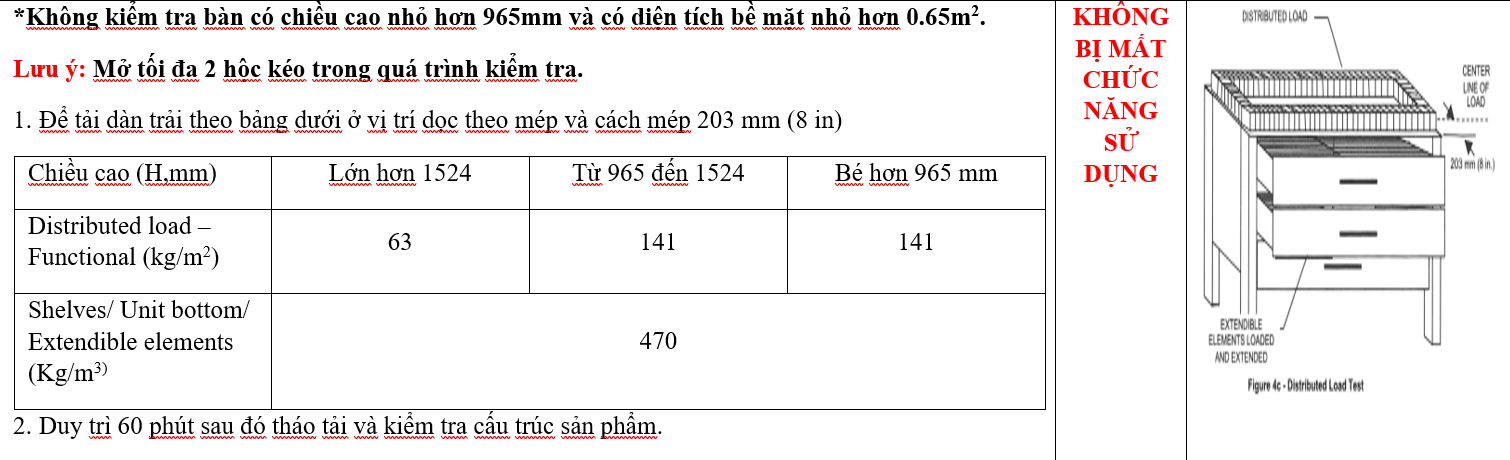 *Không kiểm tra bàn có chiều cao nhỏ hơn 965mm và có diện tích bề mặt nhỏ hơn 0.65m².
Lưu ý: Mở tối đa 2 hộc kéo trong quá trình kiểm tra.
1. Để tải dàn trải theo bảng dưới ở vị trí dọc theo mép và cách mép 203 mm (8 in)
Chiều cao (H,mm)
Lớn hơn 1524
Từ 965 đến 1524
Bé hơn 965 mm
Distributed load –
Functional (kg/m²)
63
141
141
Shelves/ Unit bottom/
Extendible elements
(Kg/m³⁾
470
2. Duy trì 60 phút sau đó tháo tải và kiểm tra cấu trúc sản phẩm.
KHÔNG
BỊ MẤT
CHỨC
NĂNG
SỬ
DỤNG
DISTRIBUTED LOAD
CENTER
LINE OF
LOAD
203 mm (8 in.)
EXTENDIBLE
ELEMENTS LOADED
AND EXTENDED
Figure 4c - Distributed Load Test